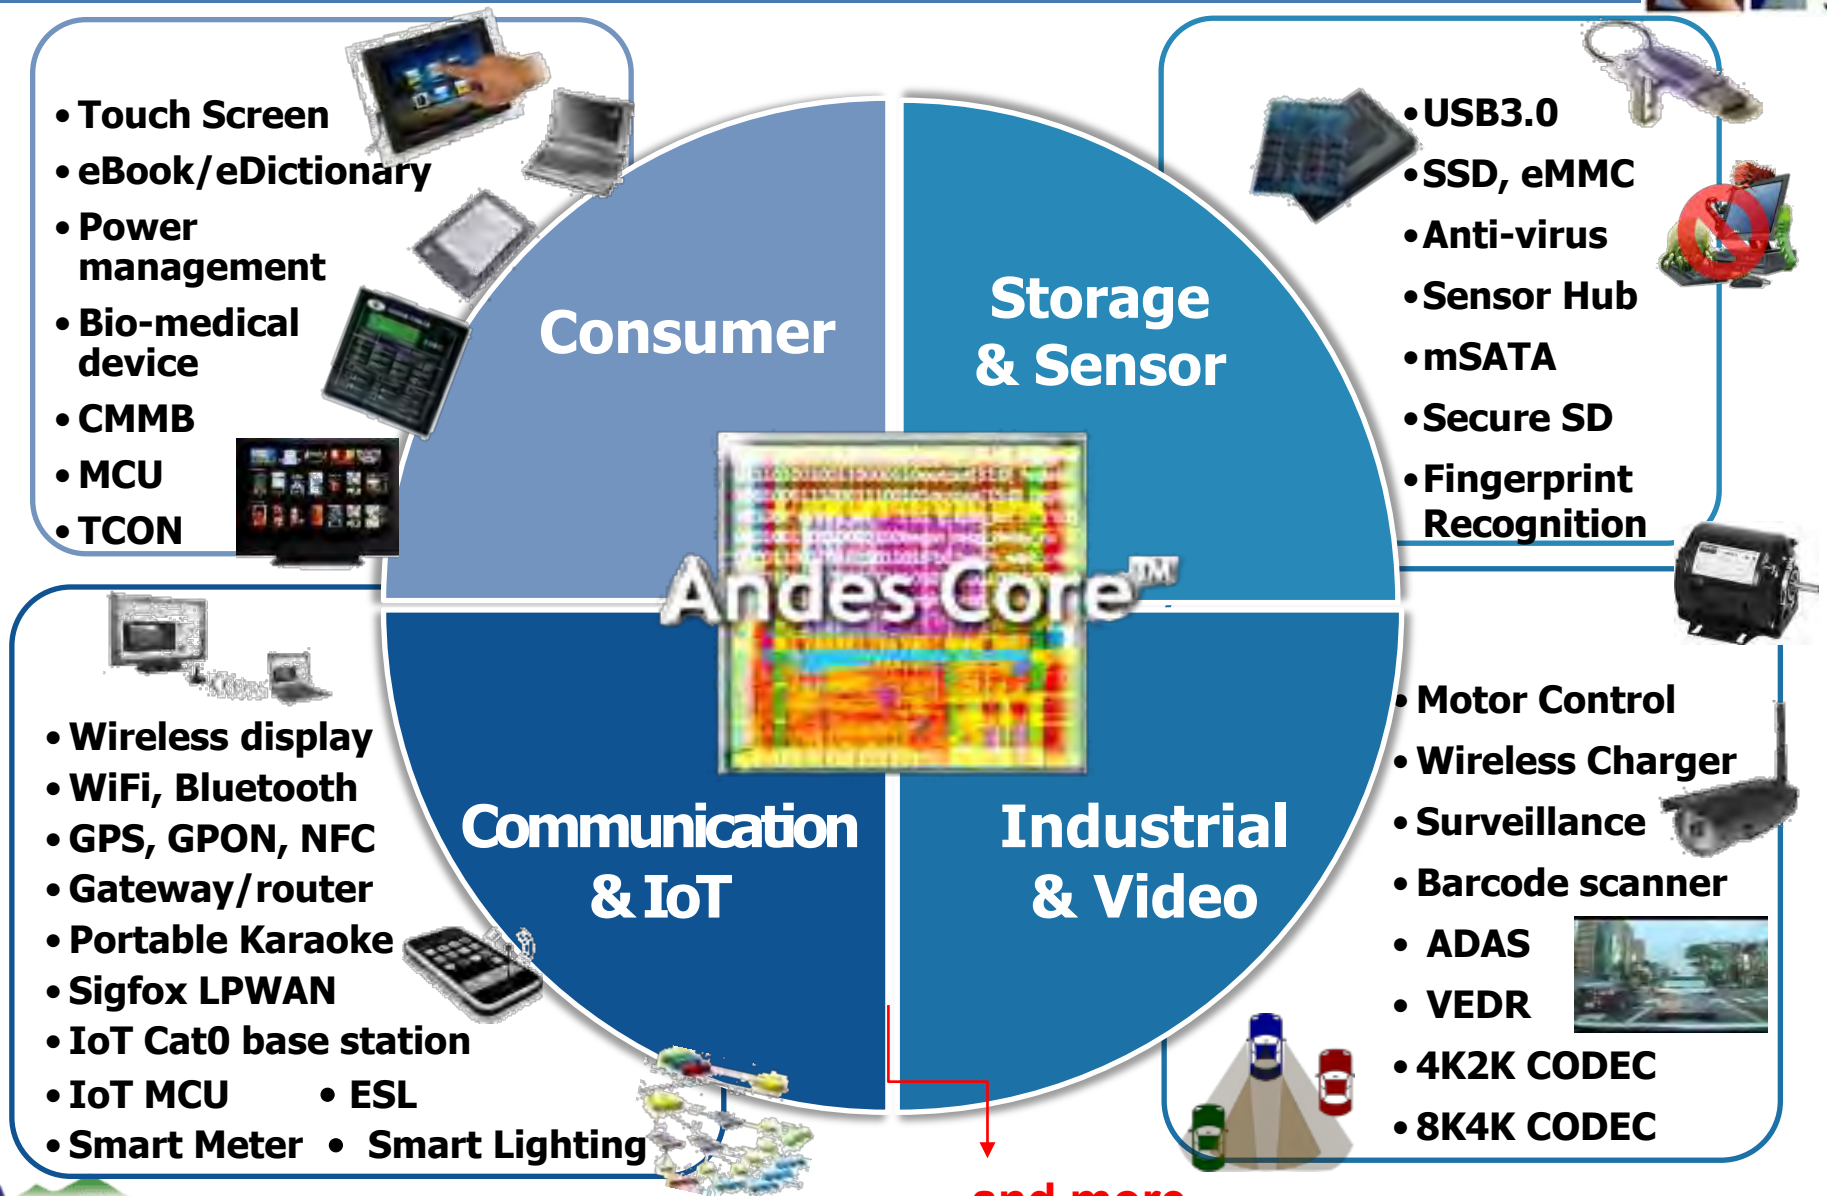 • Touch Screen
• eBook/eDictionary
• Power
management
• Bio-medical
device
• CMMB
• MCU
• TCON
Consumer
Storage
& Sensor
•USB3.0
•SSD, eMMC
•Anti-virus
•Sensor Hub
•mSATA
•Secure SD
•Fingerprint
Recognition
Andes Core™
• Wireless display
• WiFi, Bluetooth
• GPS, GPON, NFC
• Gateway/router
• Portable Karaoke
• Sigfox LPWAN
• IoT Cat0 base station
• IoT MCU • ESL
• Smart Meter • Smart Lighting
Communication
& IoT
Industrial
& Video
• Motor Control
• Wireless Charger
• Surveillance
• Barcode scanner
• ADAS
• VEDR
• 4K2K CODEC
• 8K4K CODEC
and more